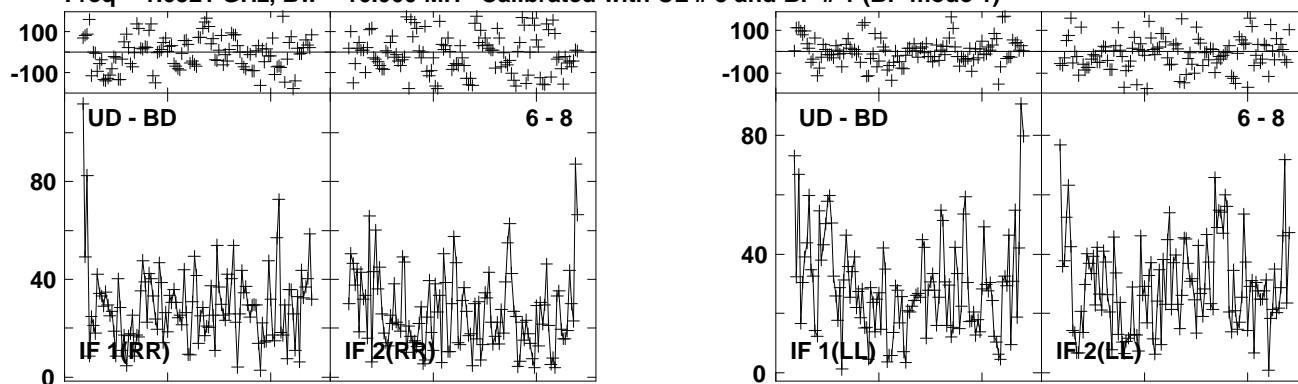 100
-100
80
40
0
UD - BD
6 - 8
IF 1(RR)
IF 2(RR)
100
-100
80
40
0
UD - BD
6 - 8
IF 1(LL)
IF 2(LL)